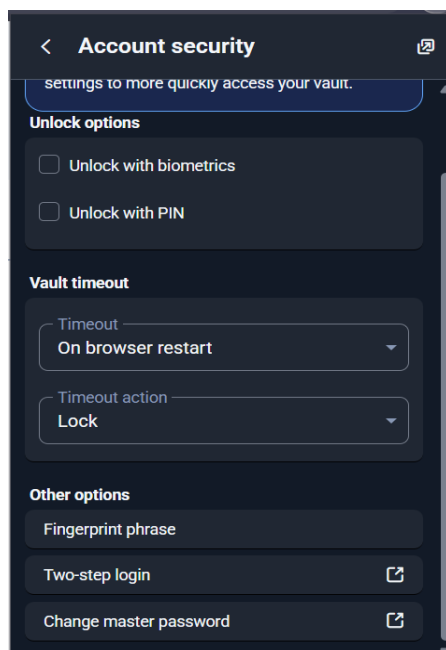 Account security
settings to more quickly access your vault.
Unlock options
Unlock with biometrics
Unlock with PIN
Vault timeout
Timeout
On browser restart
Timeout action
Lock
Other options
Fingerprint phrase
Two-step login
Change master password